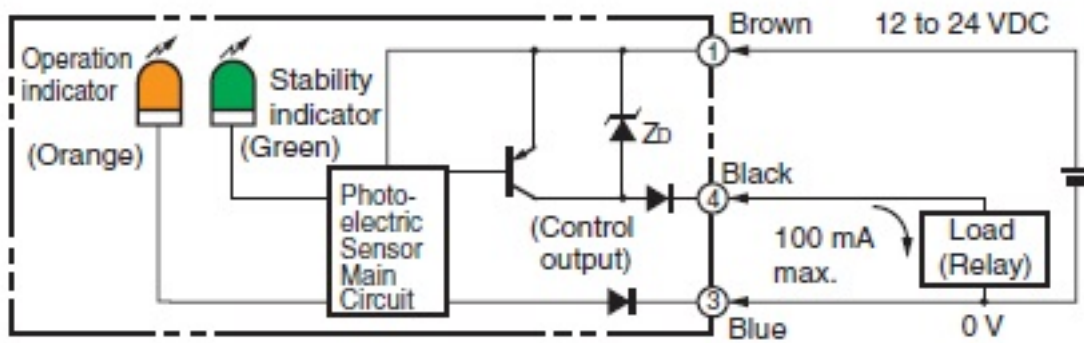 Brown
12 to 24 VDC
1
Operation
indicator
(Orange)
Stability
indicator
(Green)
ZD
Photo-
electric
Sensor
Main
Circuit
(Control
output)
Black
4
100 mA
max.
Load
(Relay)
3
Blue
0 V